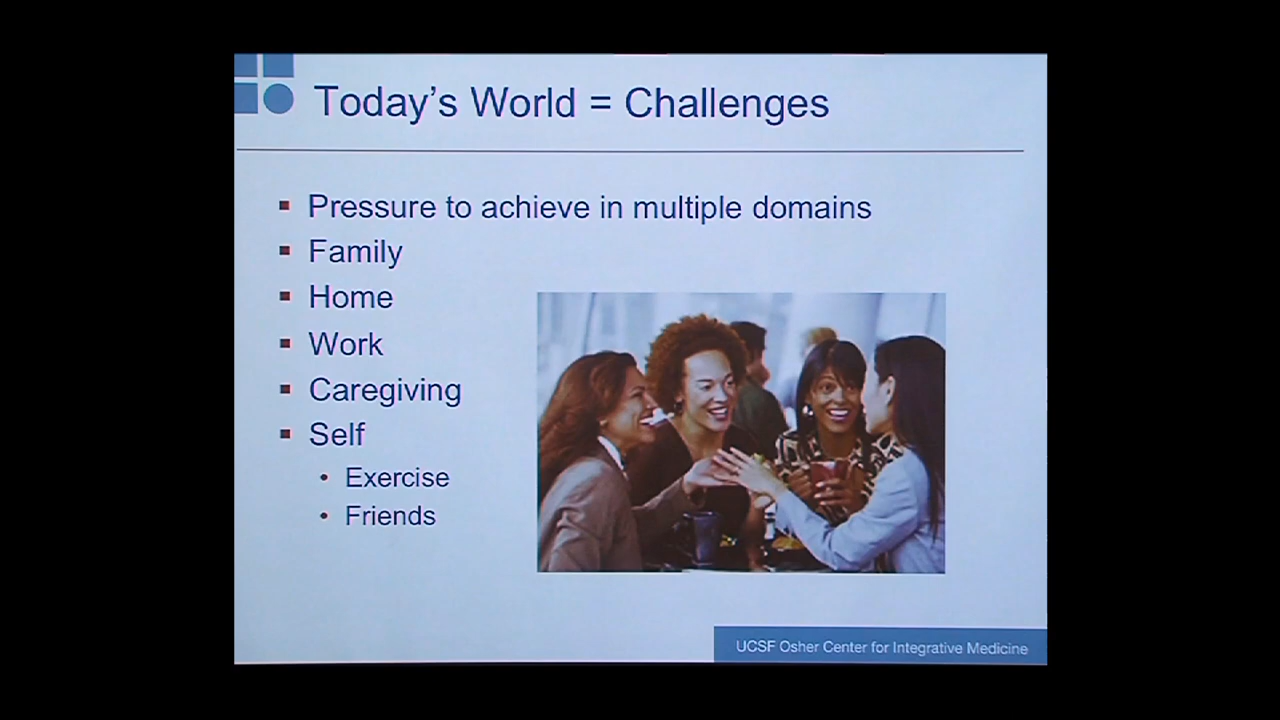 Today's World = Challenges
Pressure to achieve in multiple domains
Family
Home
Work
Caregiving
Self
Exercise
Friends
UCSF Osher Center for Integrative Medicine